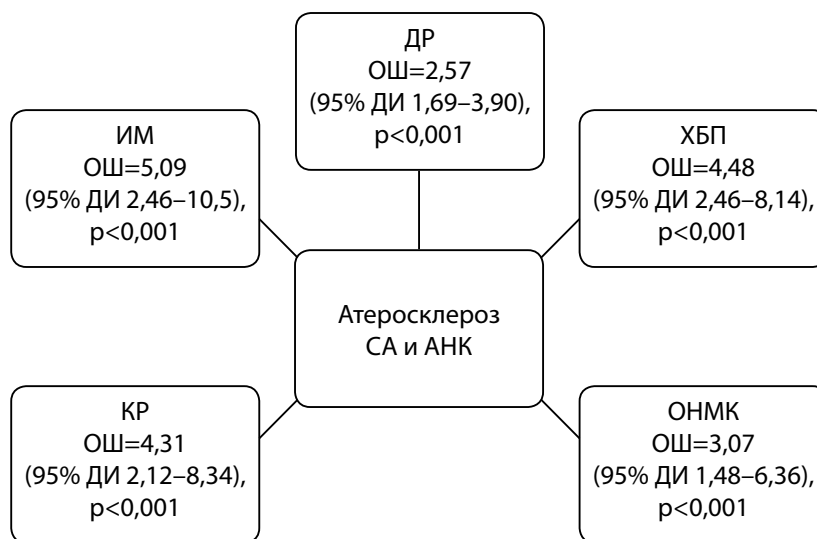 ДР
ОШ=2,57
(95% ДИ 1,69–3,90),
p<0,001
ИМ
ОШ=5,09
(95% ДИ 2,46–10,5),
p<0,001
ХБП
ОШ=4,48
(95% ДИ 2,46–8,14),
p<0,001
Атеросклероз
СА и АНК
КР
ОШ=4,31
(95% ДИ 2,12–8,34),
p<0,001
ОНМК
ОШ=3,07
(95% ДИ 1,48–6,36),
p<0,001